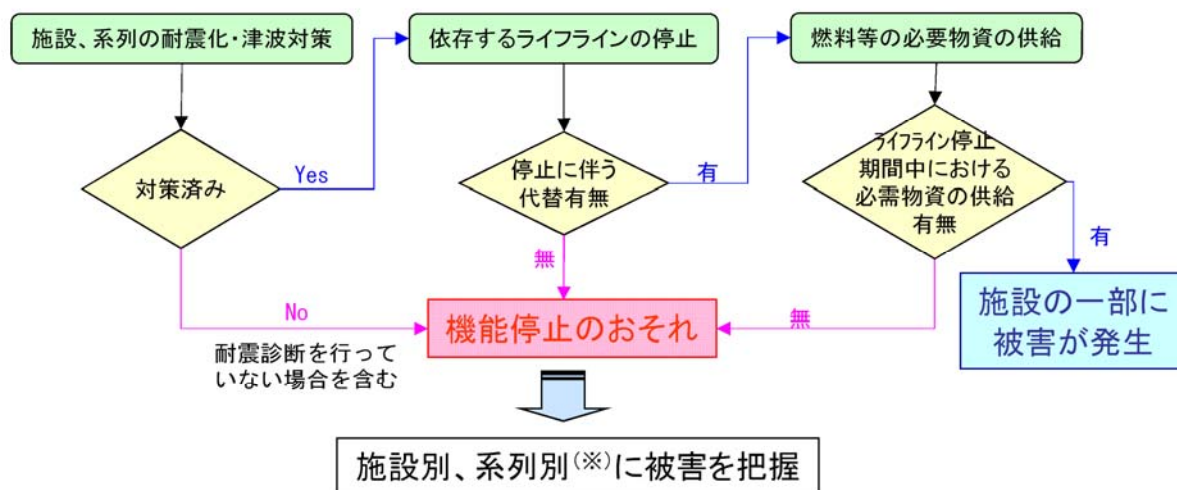 施設、系列の耐震化・津波対策
依存するライフラインの停止
燃料等の必要物資の供給
対策済み
Yes
停止に伴う
代替有無
有
ライフライン停止
期間中における
必需物資の供給
有無
有
無
No
機能停止のおそれ
無
施設の一部に
被害が発生
耐震診断を行って
いない場合を含む
施設別、系列別(※)に被害を把握